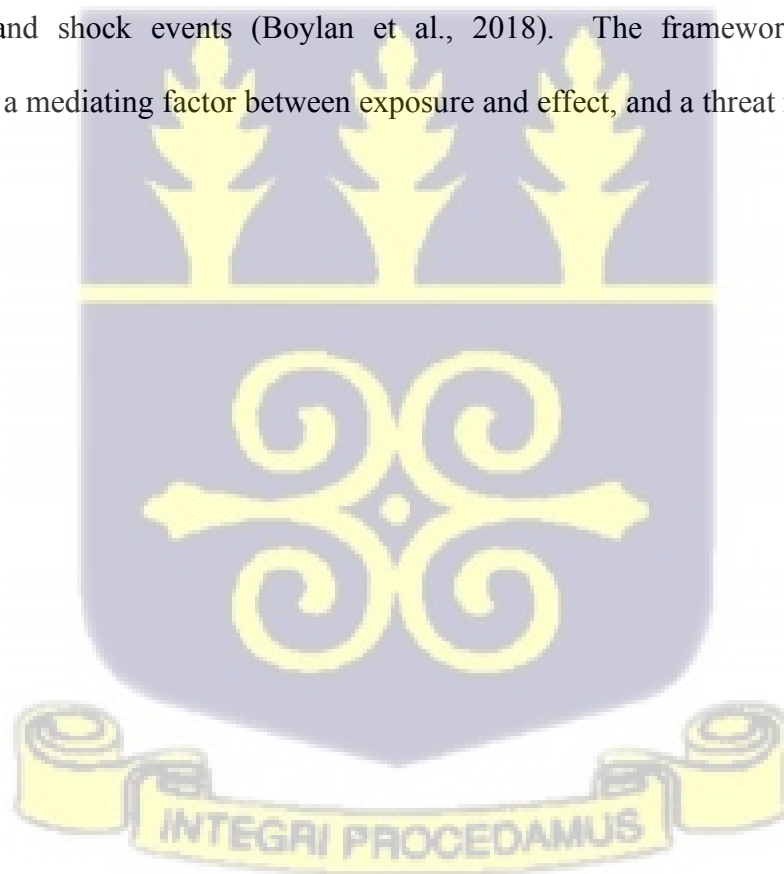 and shock events (Boylan et al., 2018). The framewor
a mediating factor between exposure and effect, and a threat
INTEGRI PROCEDAMUS